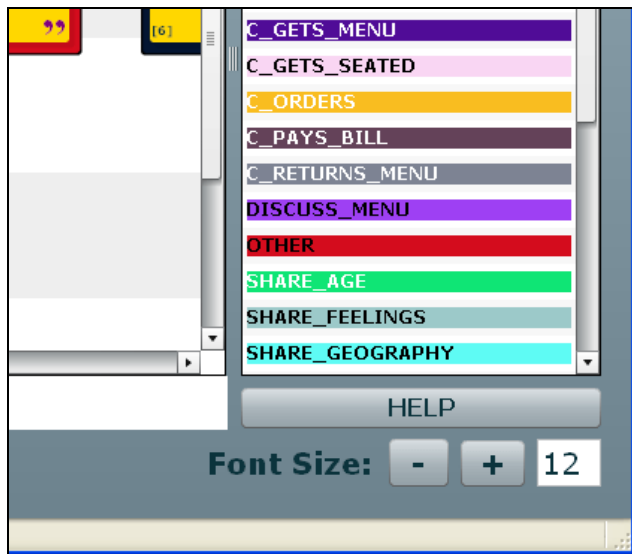 ”
[6]
C_GETS_MENU
C_GETS_SEATED
C_ORDERS
C_PAYS_BILL
C_RETURNS_MENU
DISCUSS_MENU
OTHER
SHARE_AGE
SHARE_FEELINGS
SHARE_GEOGRAPHY
HELP
Font Size: - + 12